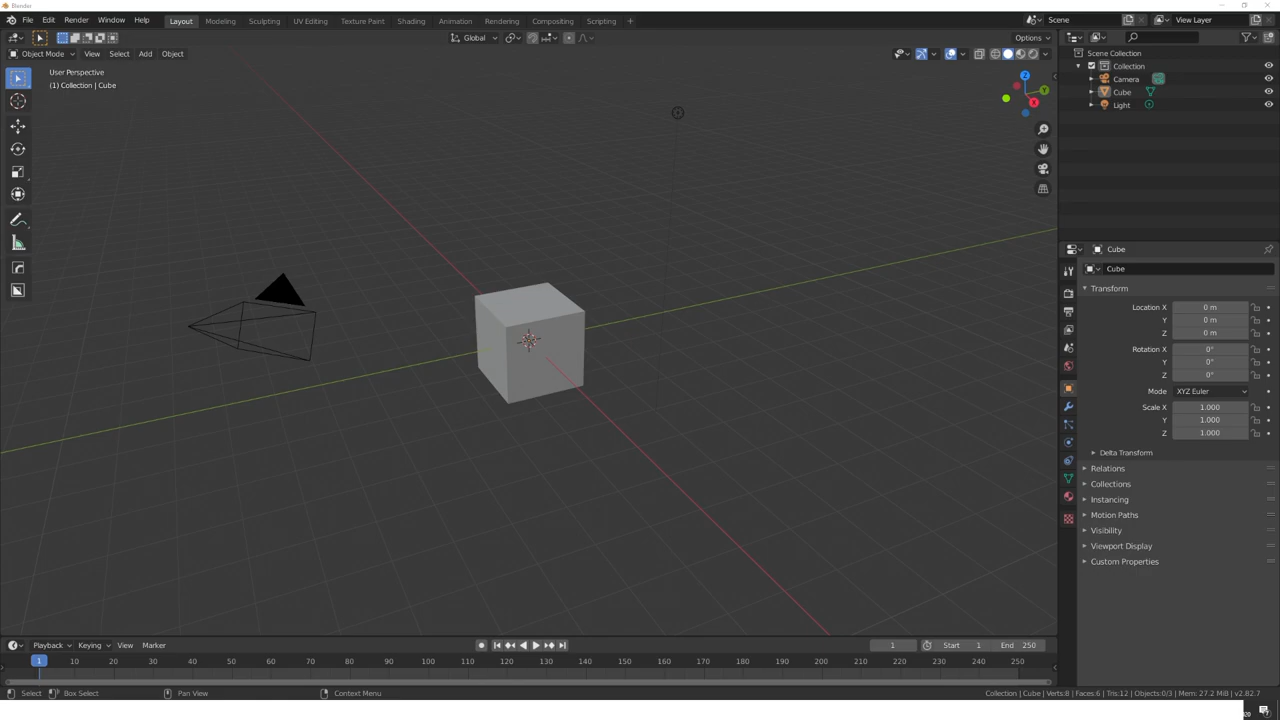 Blender
File Edit Render Window Help Layout Modeling Sculpting UV Editing Texture Paint Shading Animation Rendering Compositing Scripting + Scene View Layer
Global Options
Object Mode View Select Add Object
User Perspective
(1) Collection | Cube
Z
Y
X
Scene Collection
Collection
Camera
Cube
Light
Cube
Cube
Transform
Location X 0 m
Y 0 m
Z 0 m
Rotation X 0°
Y 0°
Z 0°
Mode XYZ Euler
Scale X 1.000
Y 1.000
Z 1.000
Delta Transform
Relations
Collections
Instancing
Motion Paths
Visibility
Viewport Display
Custom Properties
Playback Keying View Marker 1 Start 1 End 250
1 10 20 30 40 50 60 70 80 90 100 110 120 130 140 150 160 170 180 190 200 210 220 230 240 250
Select Box Select Pan View Context Menu Collection | Cube | Verts:8 | Faces:6 | Tris:12 | Objects:0/3 | Mem: 27.2 MiB | v2.82.7